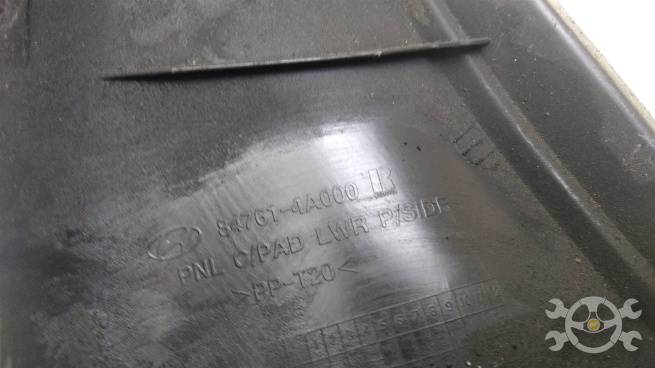 84761-4A000
PNL C/PAD LWR P/SIDE
>PP-T20<